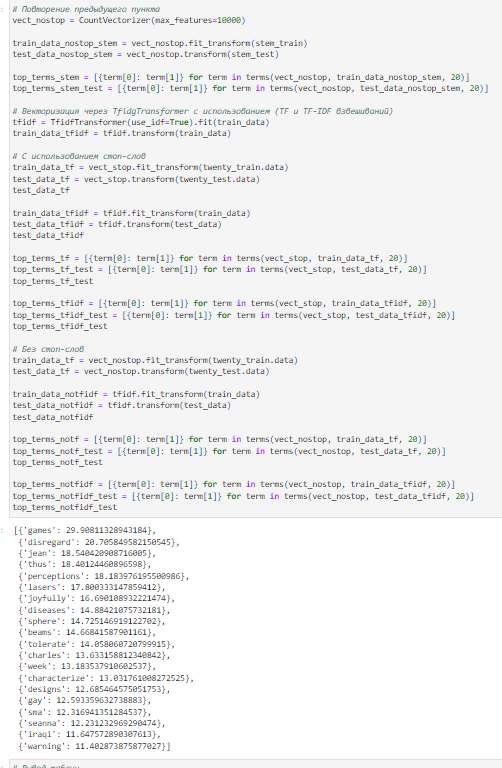 # Повторение предыдущего пункта
vect_nostop = CountVectorizer(max_features=10000)
train_data_nostop_stem = vect_nostop.fit_transform(stem_train)
test_data_nostop_stem = vect_nostop.transform(stem_test)
top_terms_stem = [{term[0]: term[1]} for term in terms(vect_nostop, train_data_nostop_stem, 20)]
top_terms_stem_test = [{term[0]: term[1]} for term in terms(vect_nostop, test_data_nostop_stem, 20)]
# Векторизация через TfidgTransformer с использованием (TF и TF-IDF взвешиваний)
tfidf = TfidfTransformer(use_idf=True).fit(train_data)
train_data_tfidf = tfidf.transform(train_data)
# С использованием стоп-слов
train_data_tf = vect_stop.fit_transform(twenty_train.data)
test_data_tf = vect_stop.transform(twenty_test.data)
test_data_tf
train_data_tfidf = tfidf.fit_transform(train_data)
test_data_tfidf = tfidf.transform(test_data)
test_data_tfidf
top_terms_tf = [{term[0]: term[1]} for term in terms(vect_stop, train_data_tf, 20)]
top_terms_tf_test = [{term[0]: term[1]} for term in terms(vect_stop, test_data_tf, 20)]
top_terms_tf_test
top_terms_tfidf = [{term[0]: term[1]} for term in terms(vect_stop, train_data_tfidf, 20)]
top_terms_tfidf_test = [{term[0]: term[1]} for term in terms(vect_stop, test_data_tfidf, 20)]
top_terms_tfidf_test
# Без стоп-слов
train_data_tf = vect_nostop.fit_transform(twenty_train.data)
test_data_tf = vect_nostop.transform(twenty_test.data)
train_data_notfidf = tfidf.fit_transform(train_data)
test_data_notfidf = tfidf.transform(test_data)
test_data_notfidf
top_terms_notf = [{term[0]: term[1]} for term in terms(vect_nostop, train_data_tf, 20)]
top_terms_notf_test = [{term[0]: term[1]} for term in terms(vect_nostop, test_data_tf, 20)]
top_terms_notf_test
top_terms_notfidf = [{term[0]: term[1]} for term in terms(vect_nostop, train_data_tfidf, 20)]
top_terms_notfidf_test = [{term[0]: term[1]} for term in terms(vect_nostop, test_data_tfidf, 20)]
top_terms_notfidf_test
[{'games': 29.90811328943184},
{'disregard': 20.705849582150545},
{'jean': 18.540420908716005},
{'thus': 18.40124460896598},
{'perceptions': 18.183976195500986},
{'lasers': 17.800333147859412},
{'joyfully': 16.690108932221474},
{'diseases': 14.88421075732181},
{'sphere': 14.725146919122702},
{'beams': 14.66841587901161},
{'tolerate': 14.058060720799915},
{'charles': 13.633158812340842},
{'week': 13.183537910602537},
{'characterize': 13.031761008272525},
{'designs': 12.685464575051753},
{'gay': 12.593359632738883},
{'sma': 12.316941351284537},
{'seanna': 12.231232969290474},
{'iraqi': 11.647572890307613},
{'warning': 11.402873875877027}]